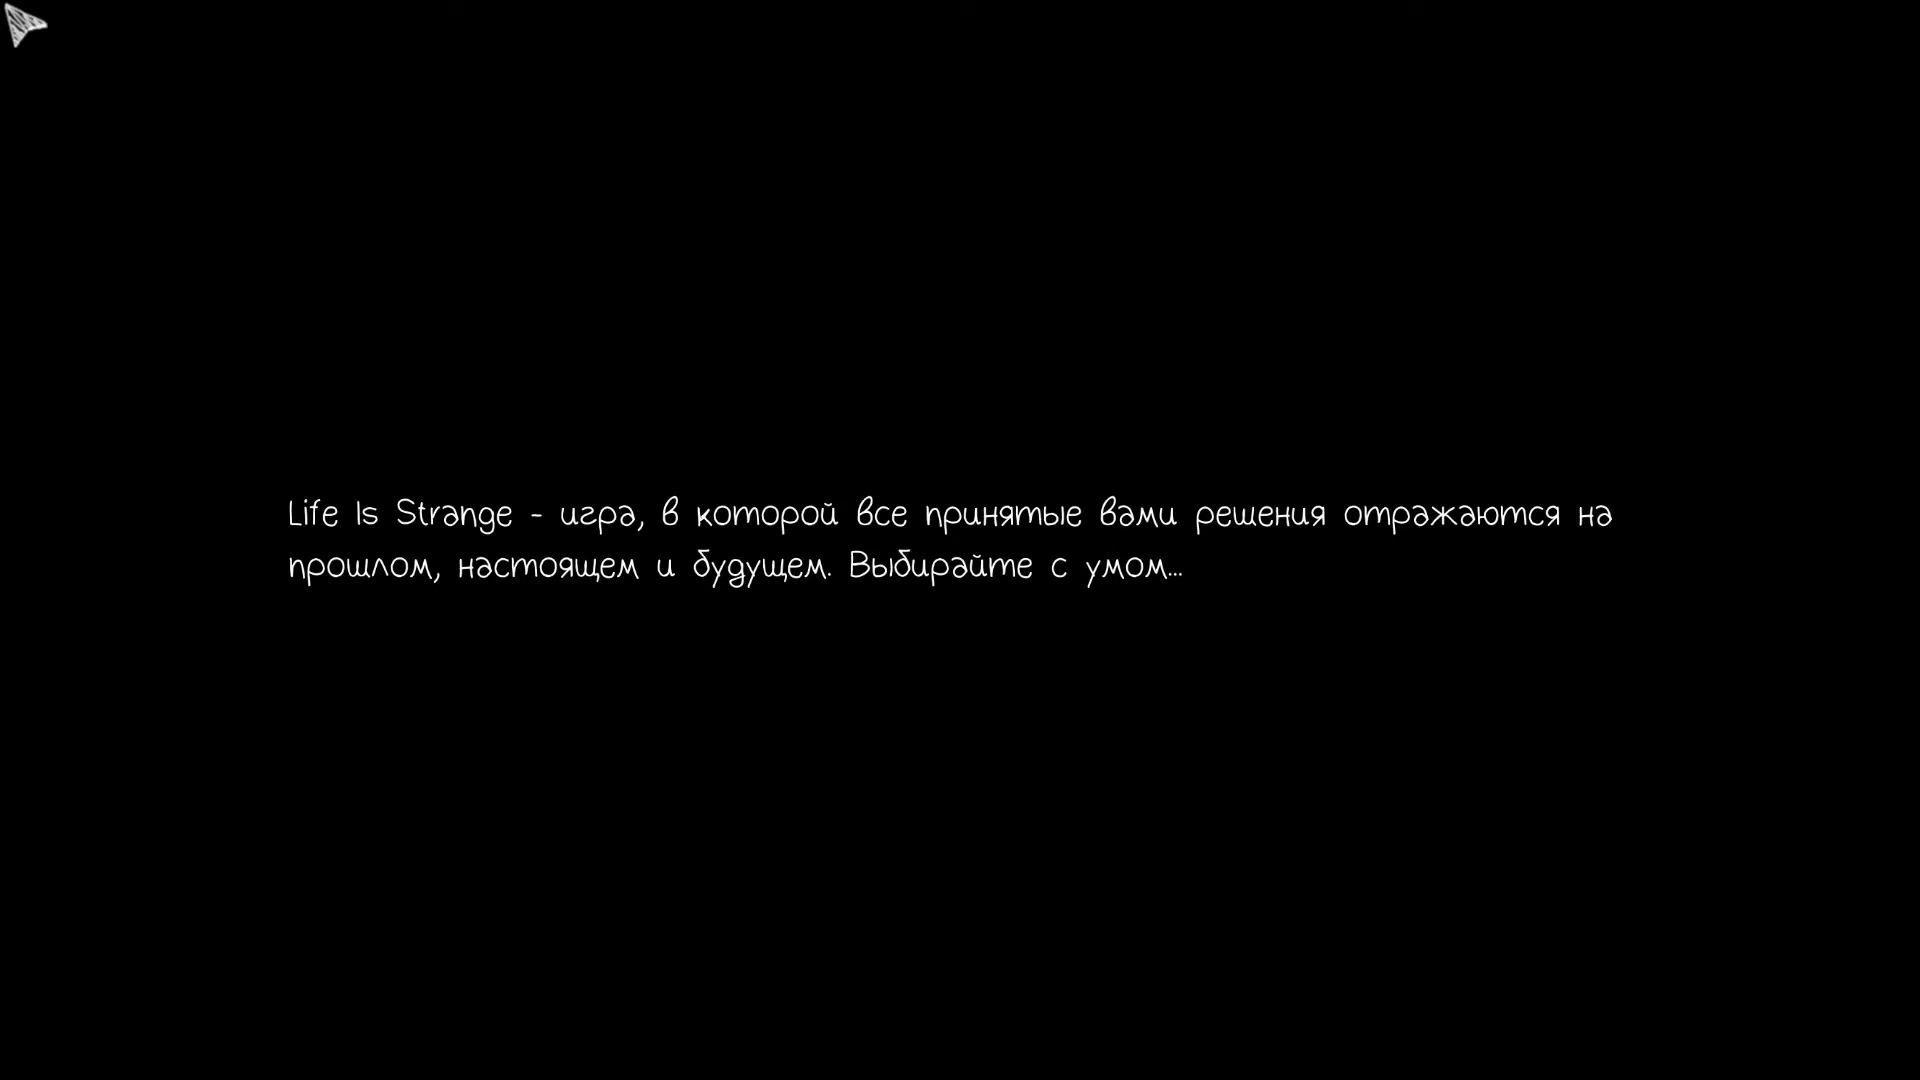 Life Is Strange - игра, в которой все принятые вами решения отражаются на
прошлом, настоящем и будущем. Выбирайте с умом...